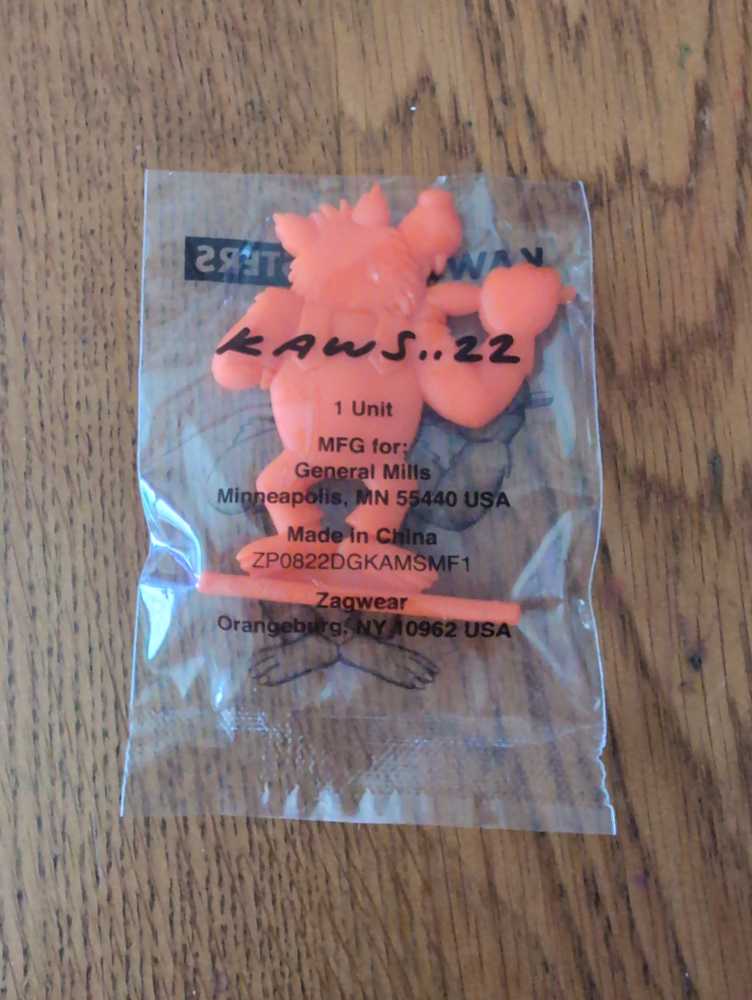 KAWS..22
1 Unit
MFG for:
General Mills
Minneapolis, MN 55440 USA
Made in China
ZP0822DGKAMSMF1
Zagwear
Orangeburg, NY 10962 USA